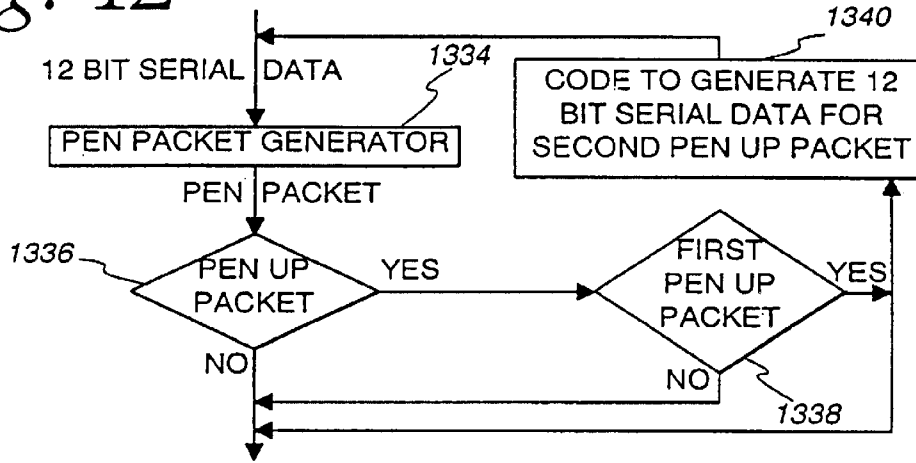 g. 12
12 BIT SERIAL DATA
1334
1340
CODE TO GENERATE 12
BIT SERIAL DATA FOR
SECOND PEN UP PACKET
PEN PACKET GENERATOR
PEN PACKET
1336
PEN UP
PACKET
YES
NO
FIRST
PEN UP
PACKET
YES
NO
1338